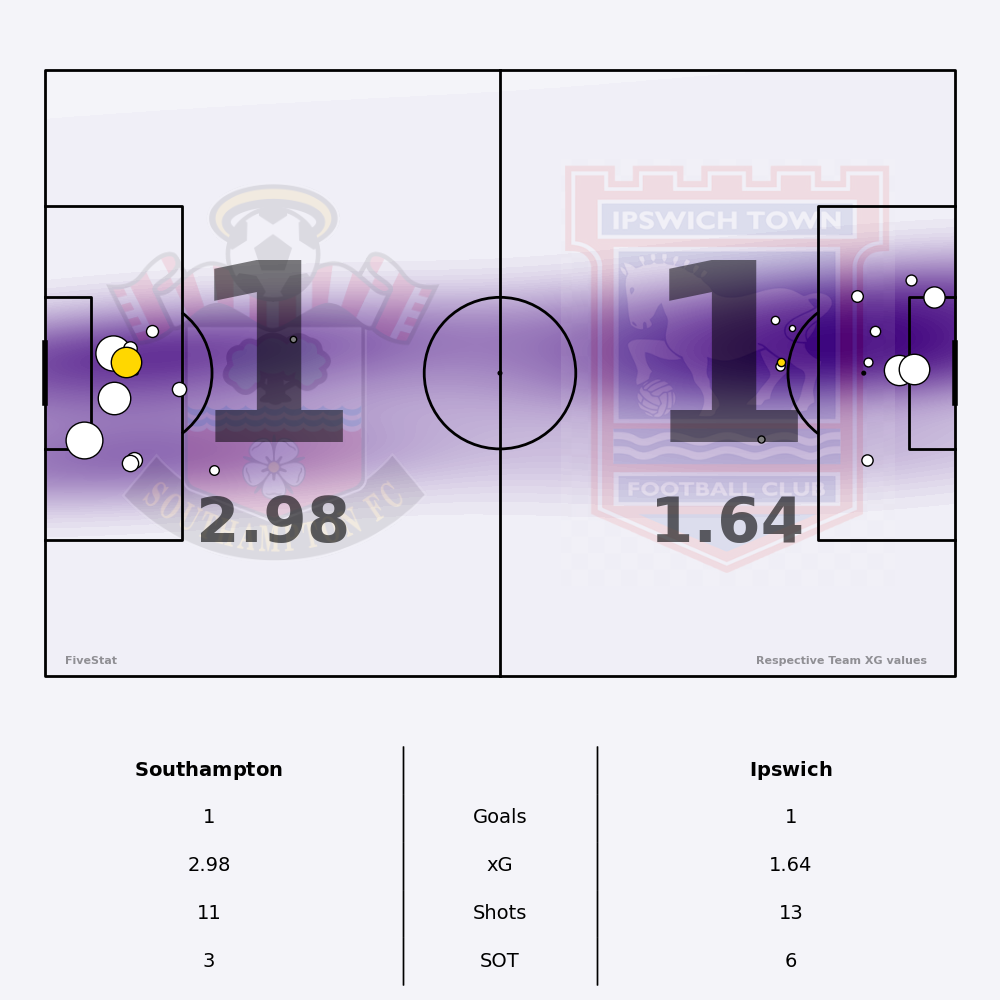 IPSWICH TOWN
1 1
FOOTBALL CLUB
SOUTHAMPTON FC
2.98 1.64
FiveStat Respective Team XG values
Southampton Ipswich
1 Goals 1
2.98 xG 1.64
11 Shots 13
3 SOT 6